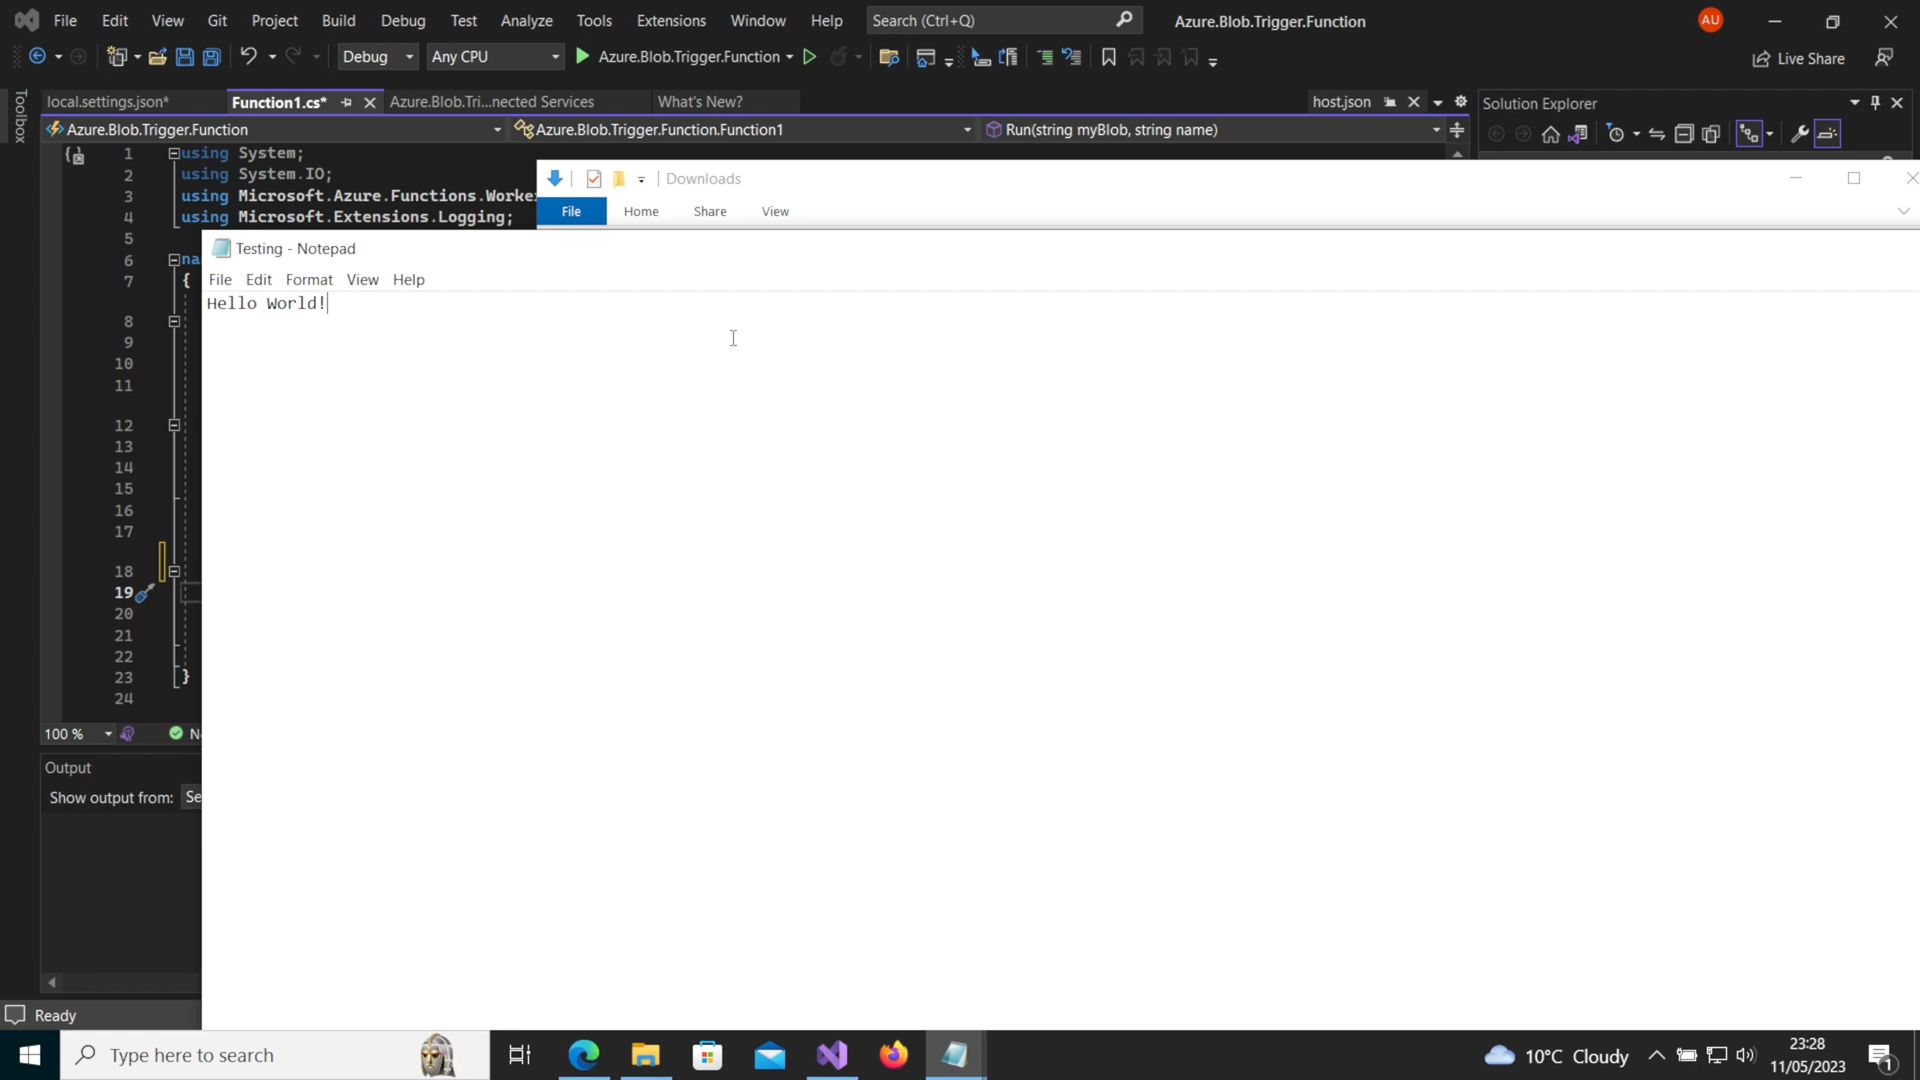 File Edit View Git Project Build Debug Test Analyze Tools Extensions Window Help Search (Ctrl+Q) Azure.Blob.Trigger.Function AU
Debug Any CPU Azure.Blob.Trigger.Function Live Share
Toolbox
local.settings.json* Function1.cs* Azure.Blob.Tri...nected Services What's New? host.json Solution Explorer
Azure.Blob.Trigger.Function Azure.Blob.Trigger.Function.Function1 Run(string myBlob, string name)
1 using System;
2 using System.IO;
3 using Microsoft.Azure.Functions.Worke
4 using Microsoft.Extensions.Logging;
5
6 na
7 {
8
9
10
11
12
13
14
15
16
17
18
19
20
21
22
23 }
24
Downloads
File Home Share View
Testing - Notepad
File Edit Format View Help
Hello World!
100 % N
Output
Show output from: Se
Ready
Type here to search
10°C Cloudy
23:28
11/05/2023
1